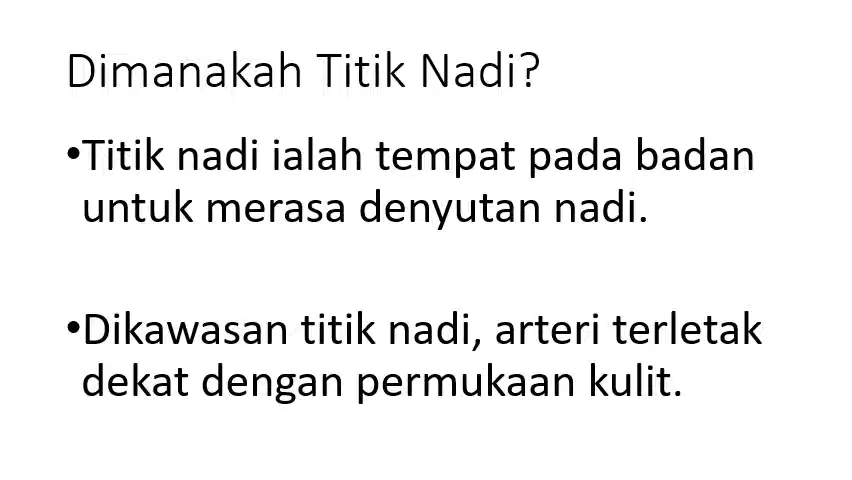 Dimanakah Titik Nadi?
•Titik nadi ialah tempat pada badan
untuk merasa denyutan nadi.
•Dikawasan titik nadi, arteri terletak
dekat dengan permukaan kulit.